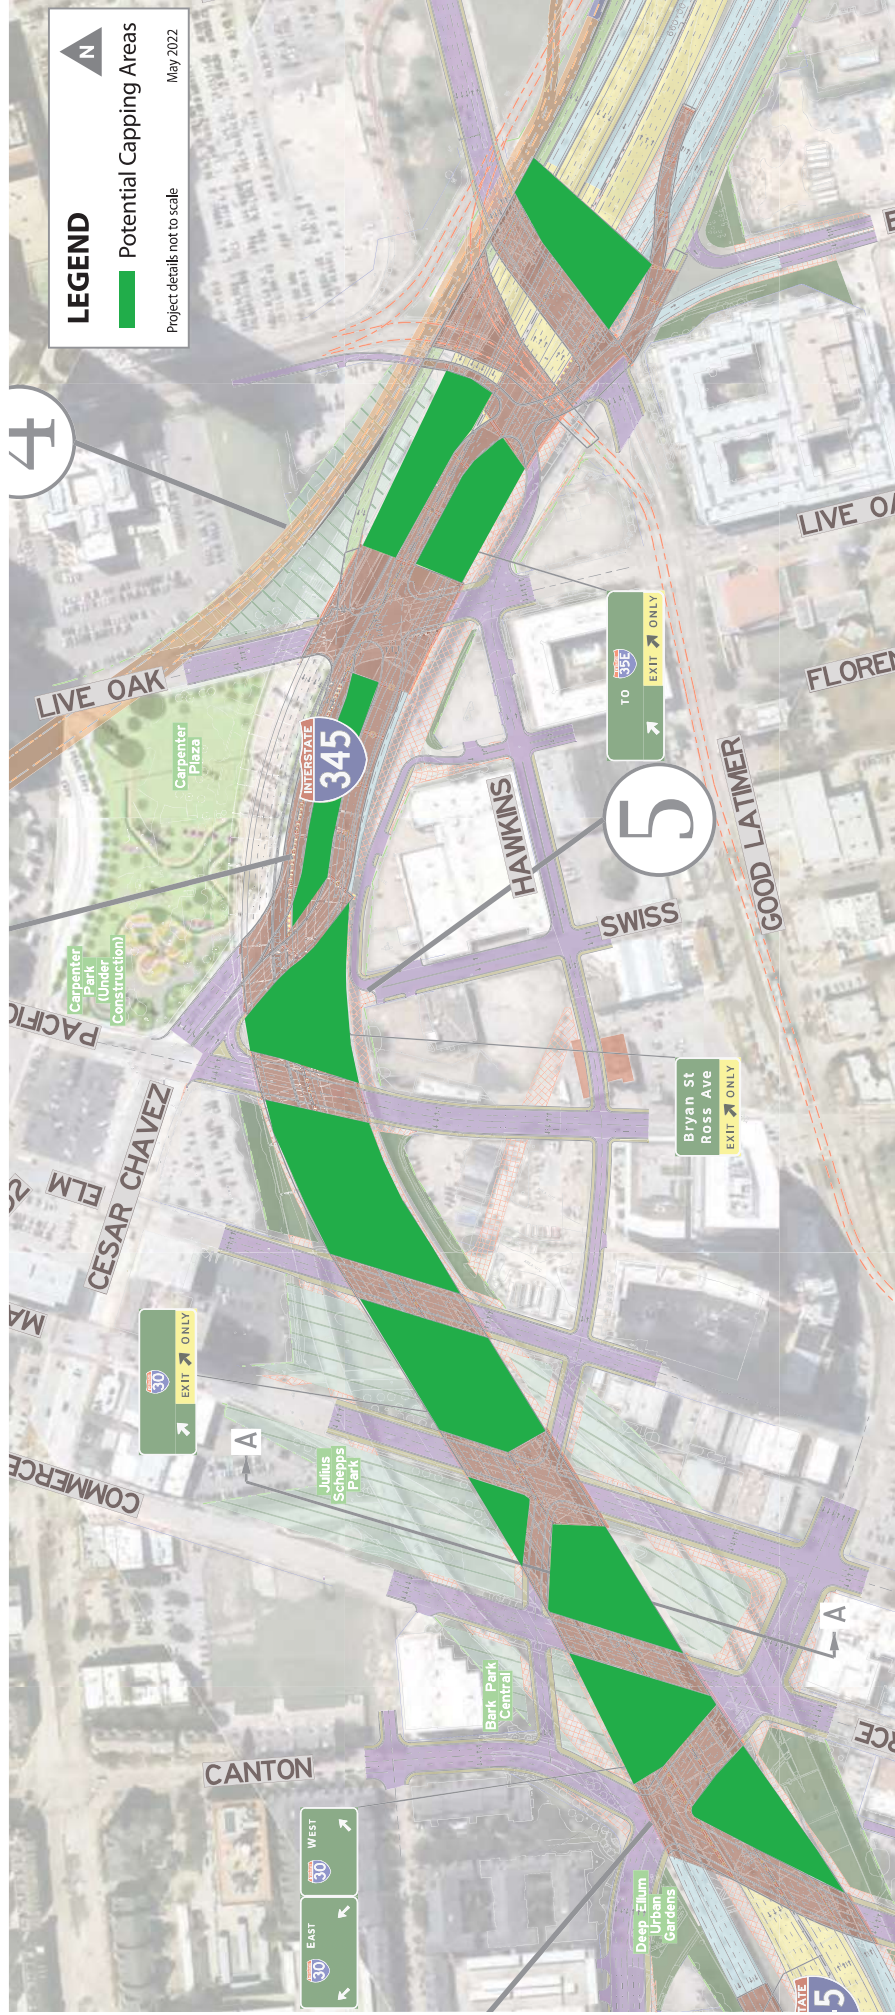 LEGEND
Potential Capping Areas
Project details not to scale
May 2022
N
4
LIVE OAK
Carpenter
Plaza
INTERSTATE
345
Carpenter
Park
(Under
Construction)
PACIFIC
CESAR CHAVEZ
ELM
COMMERCE
CANTON
30
EXIT ONLY
A
Julius
Schepps
Park
Bark Park
Central
30
EAST
30
WEST
Deep Ellum
Urban
Gardens
A
TO
35E
EXIT ONLY
5
HAWKINS
SWISS
GOOD LATIMER
LIVE OA
FLOREN
Bryan St
Ross Ave
EXIT ONLY